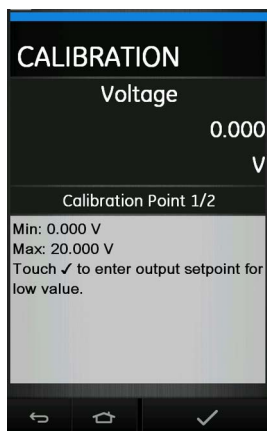 CALIBRATION
Voltage
0.000
V
Calibration Point 1/2
Min: 0.000 V
Max: 20.000 V
Touch ✓ to enter output setpoint for
low value.